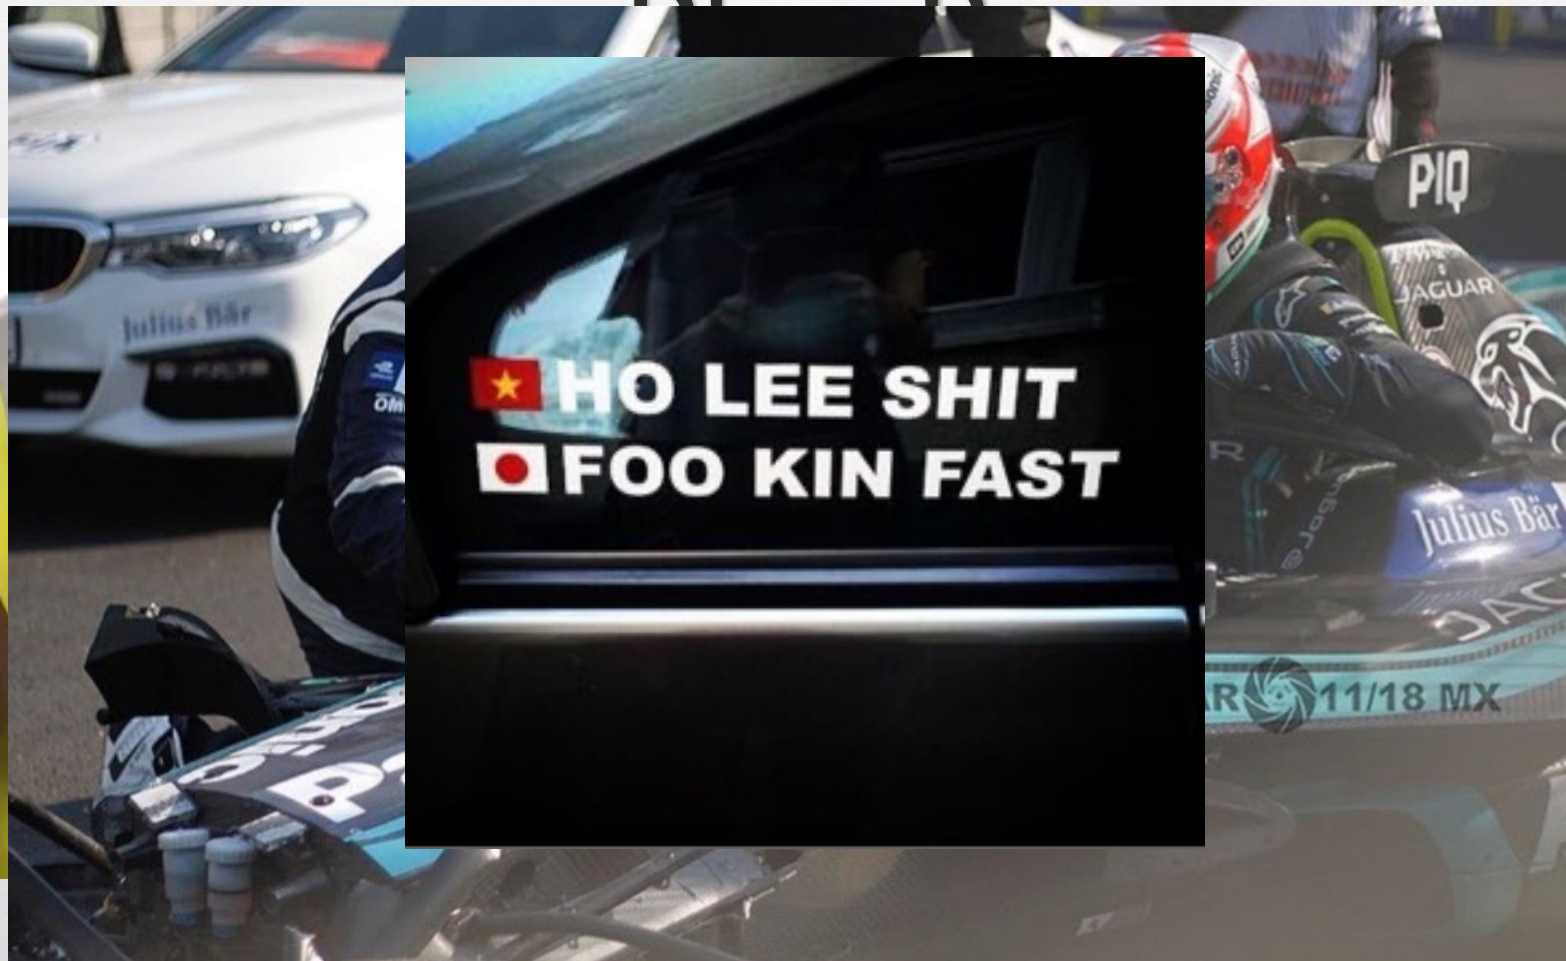 HO LEE SHIT
FOO KIN FAST
PIQ
JAGUAR
Julius Bär
Julius Bär
11/18 MX